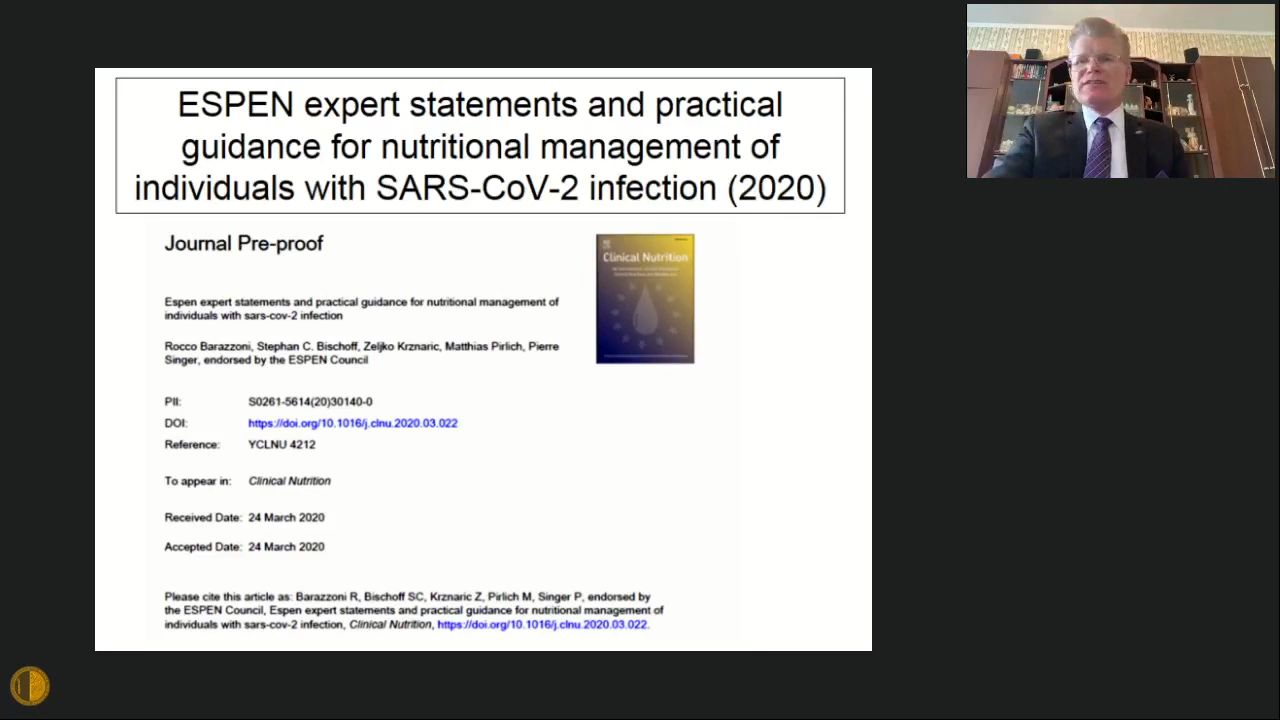 ESPEN expert statements and practical
guidance for nutritional management of
individuals with SARS-CoV-2 infection (2020)
Journal Pre-proof
Clinical Nutrition
Espen expert statements and practical guidance for nutritional management of
individuals with sars-cov-2 infection
Rocco Barazzoni, Stephan C. Bischoff, Zeljko Krznaric, Matthias Pirlich, Pierre
Singer, endorsed by the ESPEN Council
PII: S0261-5614(20)30140-0
DOI: https://doi.org/10.1016/j.clnu.2020.03.022
Reference: YCLNU 4212
To appear in: Clinical Nutrition
Received Date: 24 March 2020
Accepted Date: 24 March 2020
Please cite this article as: Barazzoni R, Bischoff SC, Krznaric Z, Pirlich M, Singer P, endorsed by
the ESPEN Council, Espen expert statements and practical guidance for nutritional management of
individuals with sars-cov-2 infection, Clinical Nutrition, https://doi.org/10.1016/j.clnu.2020.03.022.